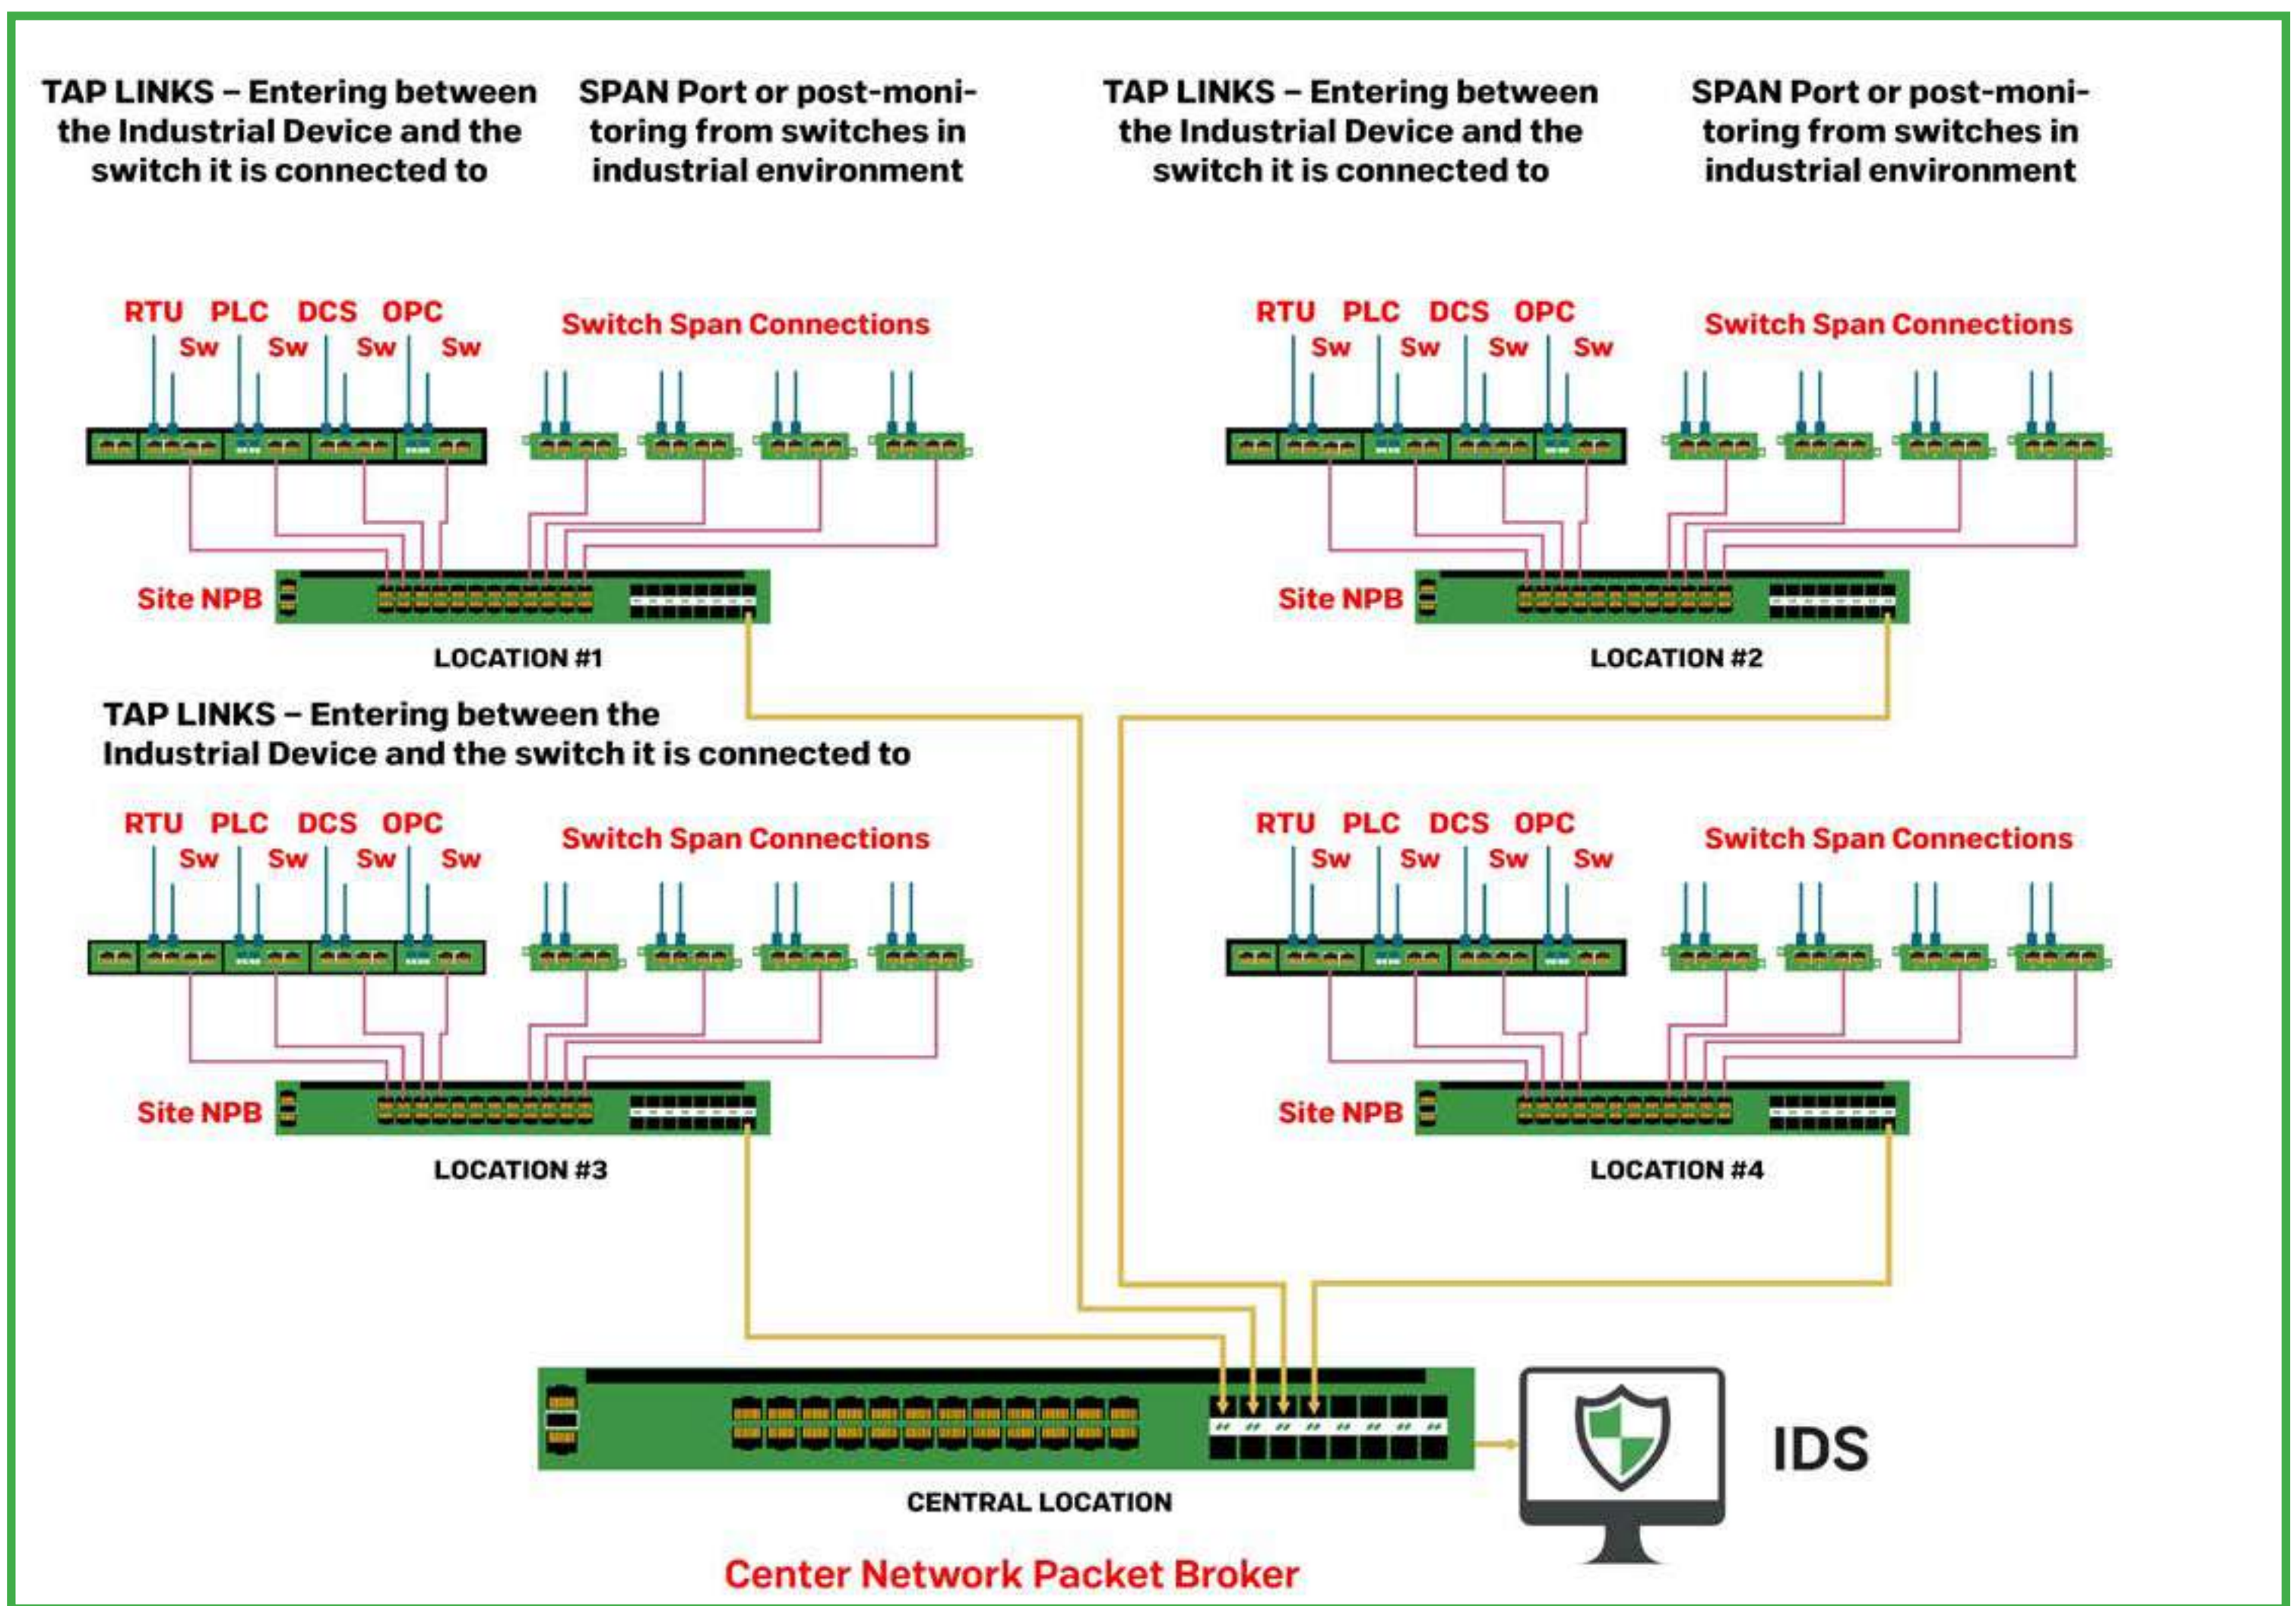 TAP LINKS – Entering between
the Industrial Device and the
switch it is connected to
SPAN Port or post-moni-
toring from switches in
industrial environment
TAP LINKS – Entering between
the Industrial Device and the
switch it is connected to
SPAN Port or post-moni-
toring from switches in
industrial environment
RTU PLC DCS OPC
Sw Sw Sw Sw
Switch Span Connections
Site NPB
LOCATION #1
RTU PLC DCS OPC
Sw Sw Sw Sw
Switch Span Connections
Site NPB
LOCATION #2
TAP LINKS – Entering between the
Industrial Device and the switch it is connected to
RTU PLC DCS OPC
Sw Sw Sw Sw
Switch Span Connections
Site NPB
LOCATION #3
RTU PLC DCS OPC
Sw Sw Sw Sw
Switch Span Connections
Site NPB
LOCATION #4
IDS
CENTRAL LOCATION
Center Network Packet Broker